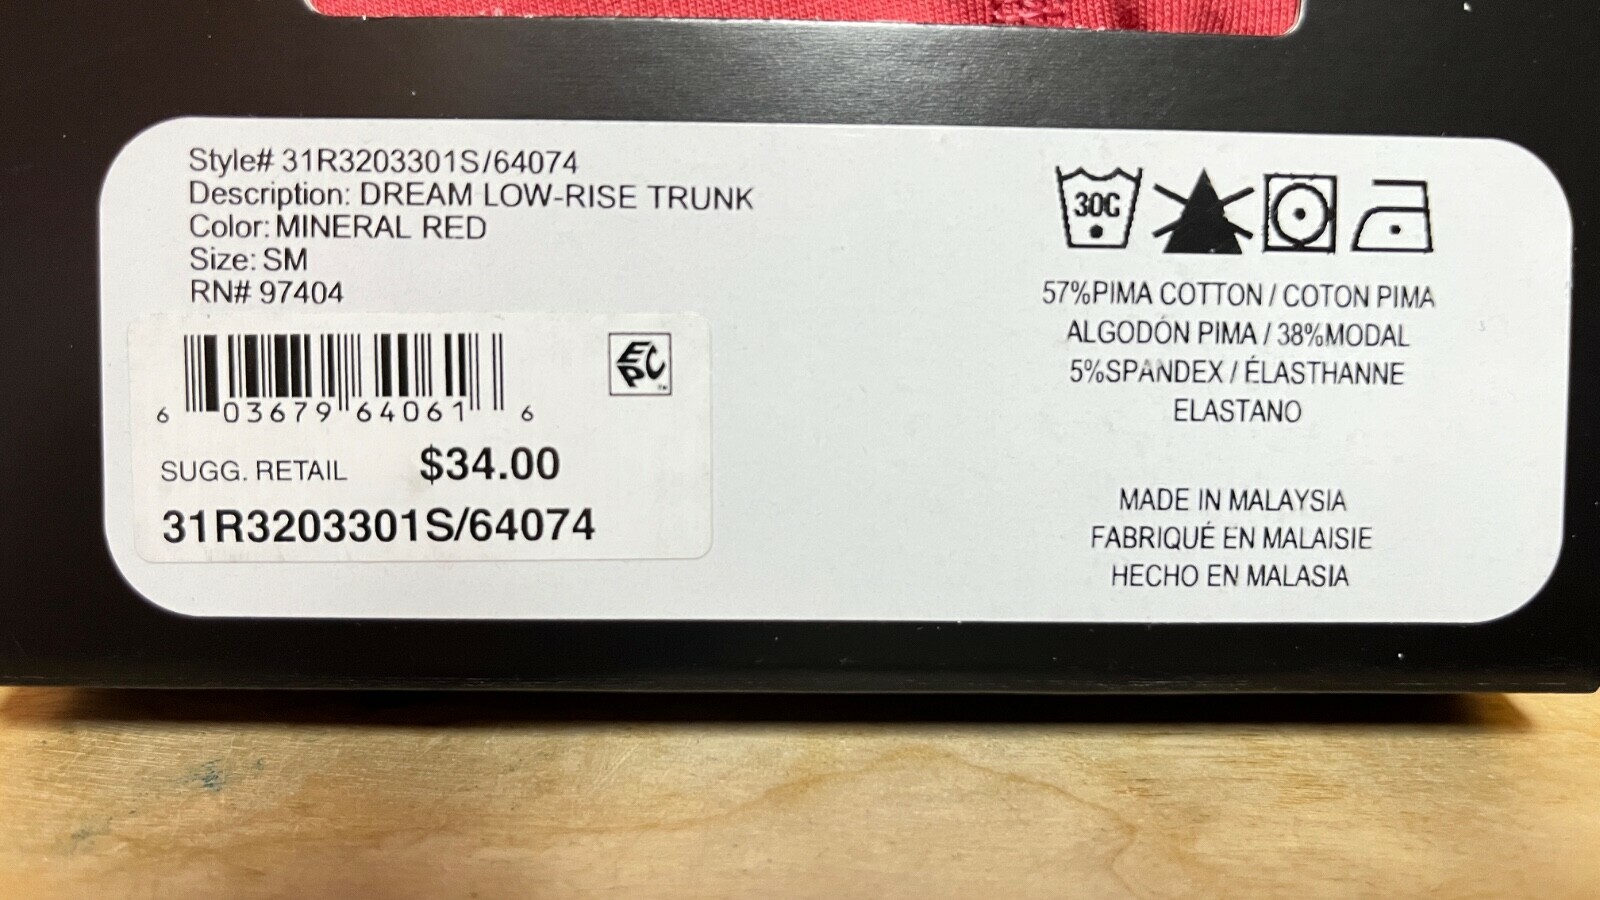 Style# 31R3203301S/64074
Description: DREAM LOW-RISE TRUNK
Color: MINERAL RED
Size: SM
RN# 97404
6 03679 64061 6
EPC
TM
SUGG. RETAIL $34.00
31R3203301S/64074
30C
57%PIMA COTTON / COTON PIMA
ALGODÓN PIMA / 38%MODAL
5%SPANDEX / ÉLASTHANNE
ELASTANO
MADE IN MALAYSIA
FABRIQUÉ EN MALAISIE
HECHO EN MALASIA